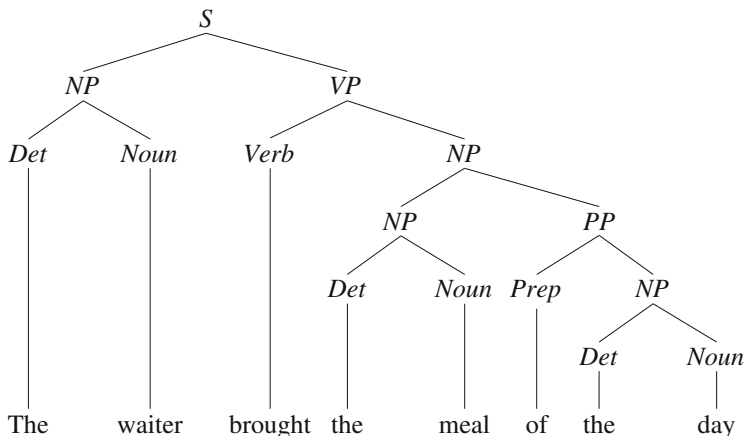 S
NP VP
Det Noun Verb NP
NP PP
Det Noun Prep NP
Det Noun
The waiter brought the meal of the day